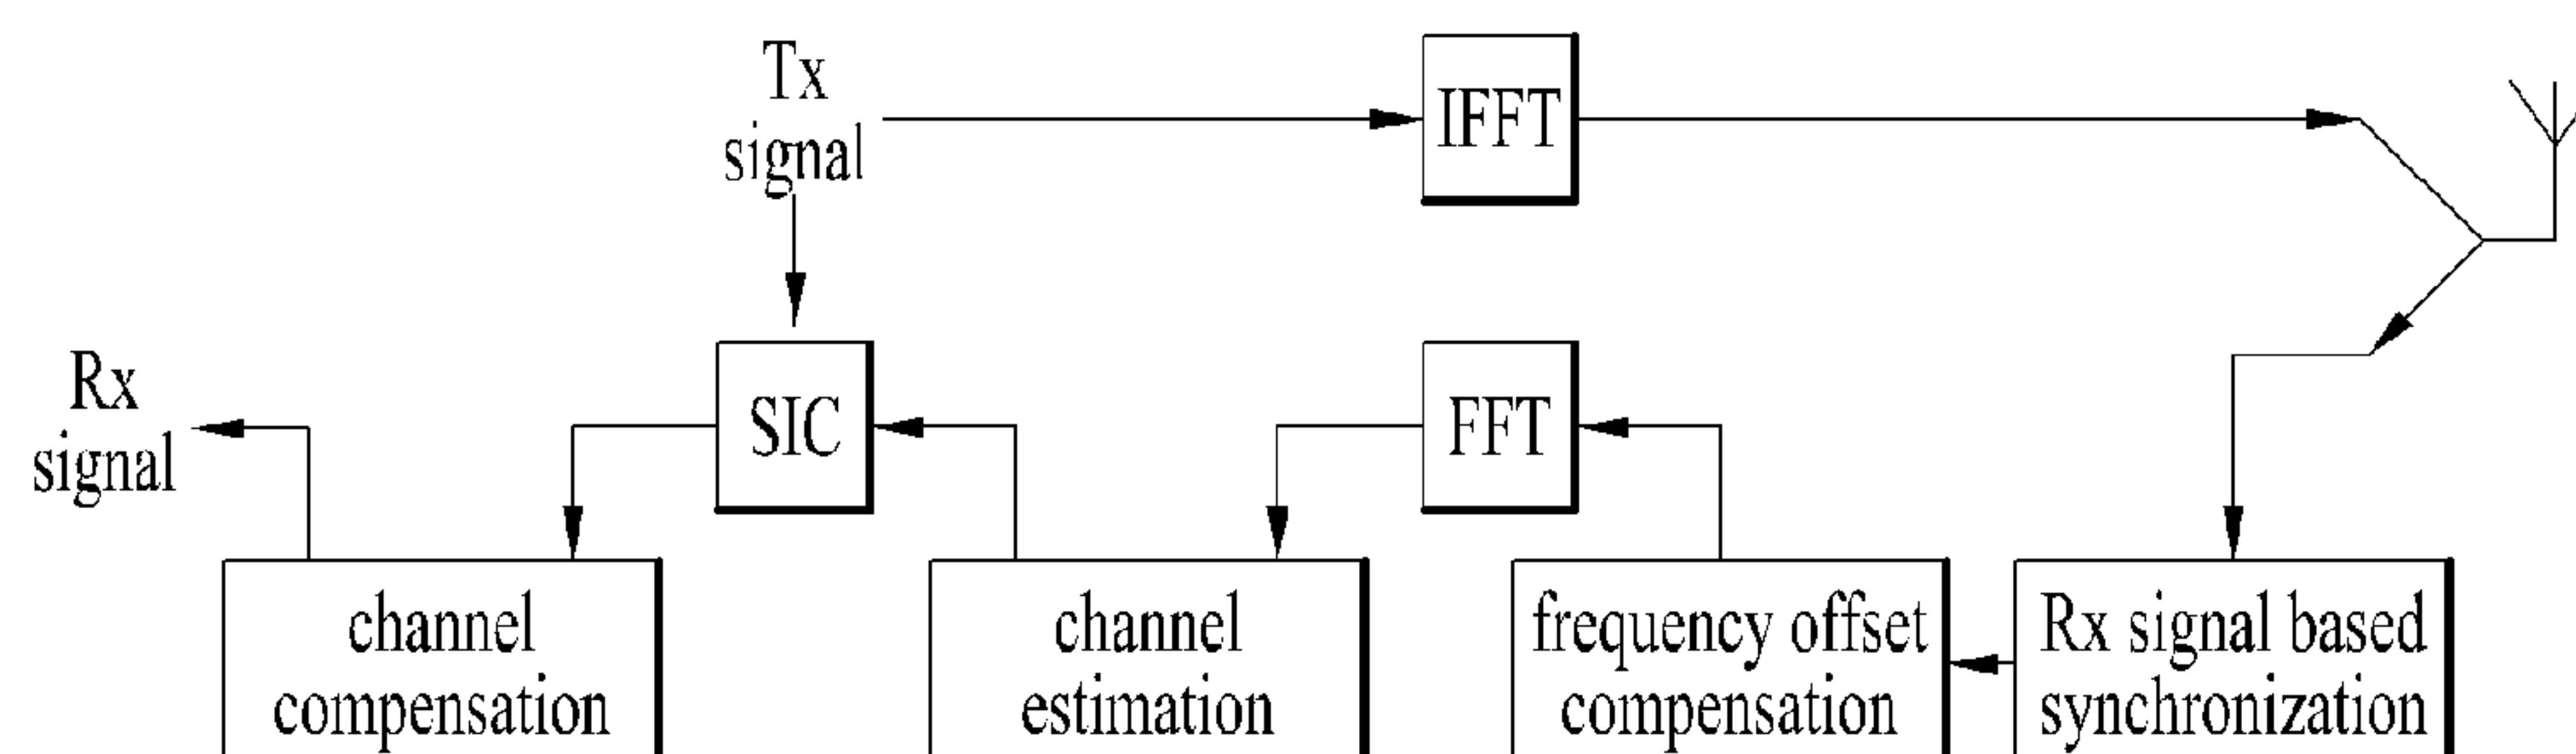 Tx
signal
IFFT
Rx
signal
SIC
FFT
channel
compensation
channel
estimation
frequency offset
compensation
Rx signal based
synchronization